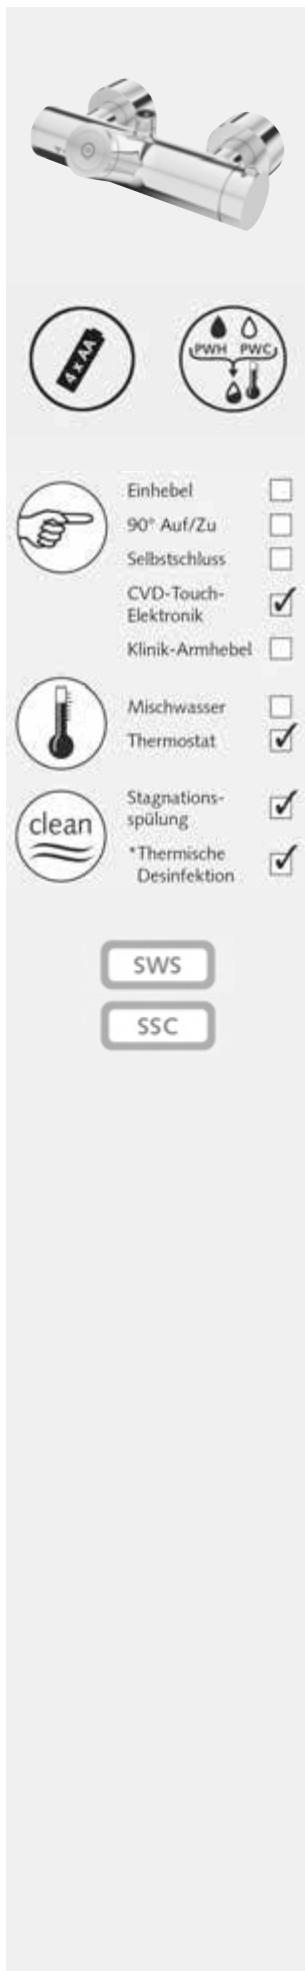 4 x AA
PWH PWC
Einhebel
90° Auf/Zu
Selbstschluss
CVD-Touch-
Elektronik
Klinik-Armhebel
Mischwasser
Thermostat
clean
Stagnations-
spülung
*Thermische
Desinfektion
SWS
SSC